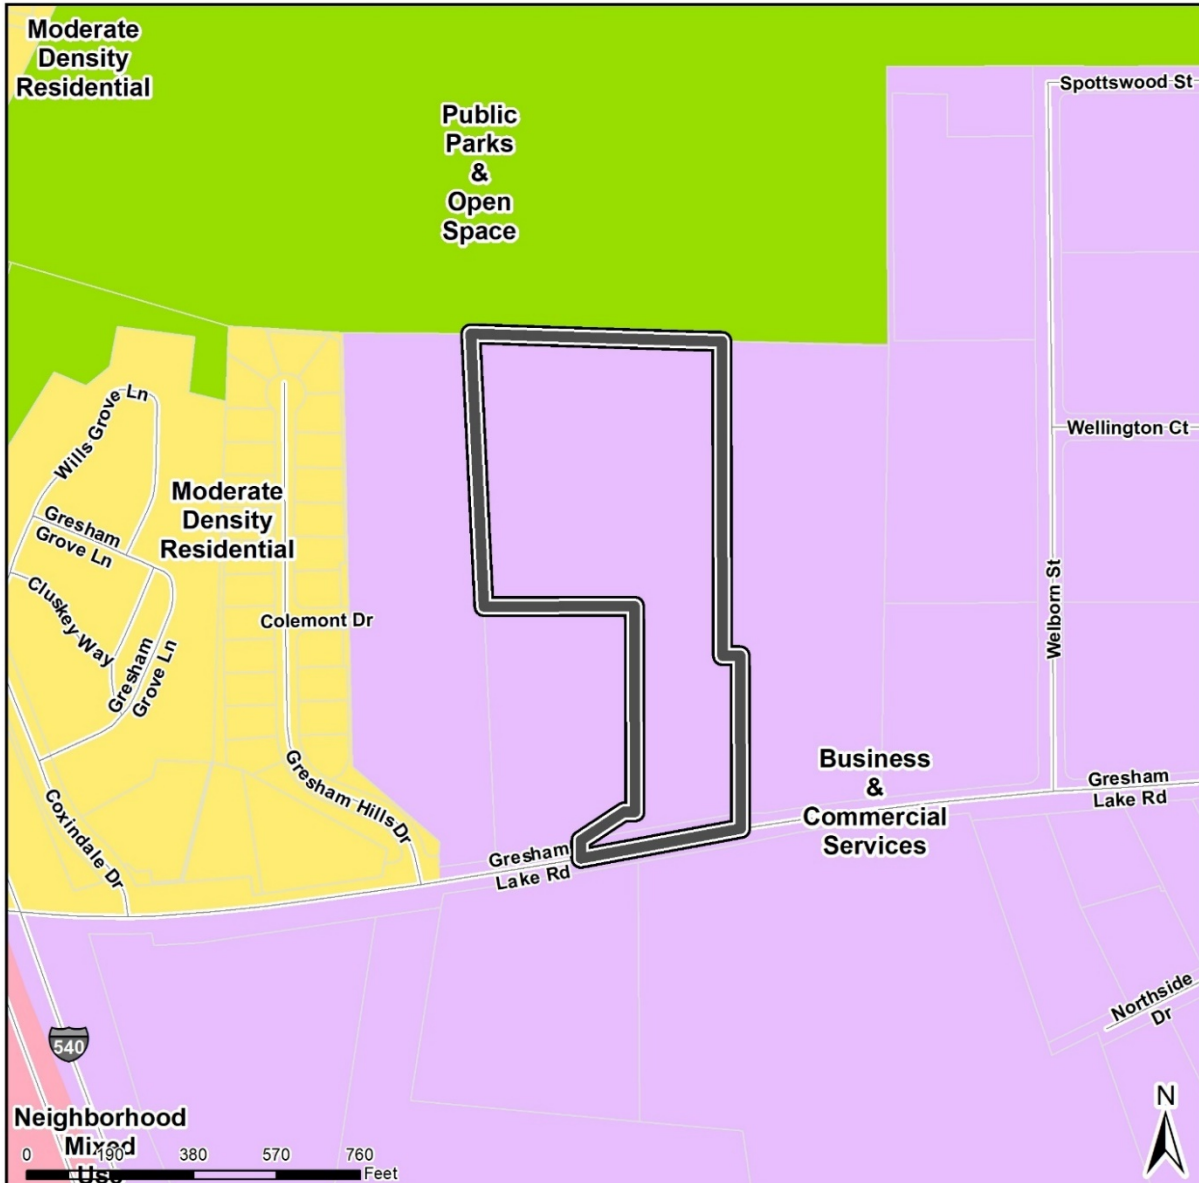 Moderate
Density
Residential
Public
Parks
&
Open
Space
Spottswood St
Wills Grove Ln
Wellington Ct
Moderate
Density
Residential
Gresham
Grove Ln
Cluskey Way
Gresham
Grove Ln
Colemont Dr
Welborn St
Gresham Hills Dr
Coxindale Dr
Business
&
Commercial
Services
Gresham
Lake Rd
Gresham
Lake Rd
Northside
Dr
540
Neighborhood
Mixed
Use
0 190 380 570 760
Feet
N